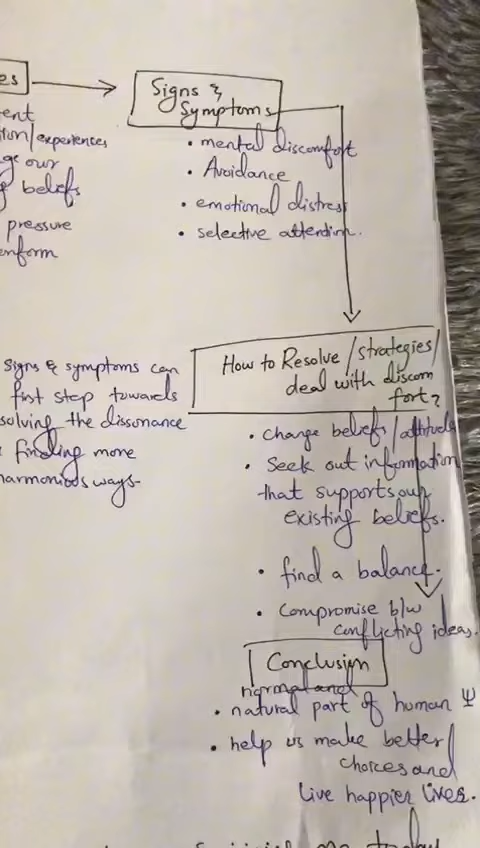 es
Signs &
Symptoms
ent
tion/experiences
ge our
g beliefs
pressure
onform
• mental discomfort
• Avoidance
• emotional distress
• selective attention.
Signs & symptoms can
first step towards
solving the dissonance
finding more
harmonious ways
How to Resolve / strategies/
deal with discom
fort?
• Change beliefs / attitude
• Seek out information
that supports our
existing beliefs.
• find a balance.
• Compromise b/w
conflicting ideas.
Conclusion
normal and
• natural part of human Ψ
• help us make better
choices and
live happier lives.